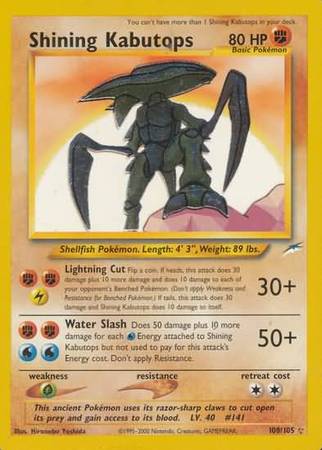 You can't have more than 1 Shining Kabutops in your deck.
Shining Kabutops 80 HP
Basic Pokémon
Shellfish Pokémon. Length: 4' 3", Weight: 89 lbs.
Lightning Cut Flip a coin. If heads, this attack does 30
damage plus 10 more damage and does 10 damage to each of
your opponent's Benched Pokémon. (Don't apply Weakness and
Resistance for Benched Pokémon.) If tails, this attack does 30
damage and Shining Kabutops does 10 damage to itself.
30+
Water Slash Does 50 damage plus 10 more
damage for each Energy attached to Shining
Kabutops but not used to pay for this attack's
Energy cost. Don't apply Resistance.
50+
weakness resistance retreat cost
This ancient Pokémon uses its razor-sharp claws to cut open
its prey and gain access to its blood. LV. 40 #141
Illus. Hironobu Yoshida ©1995-2000 Nintendo, Creatures, GAMEFREAK. 108/105